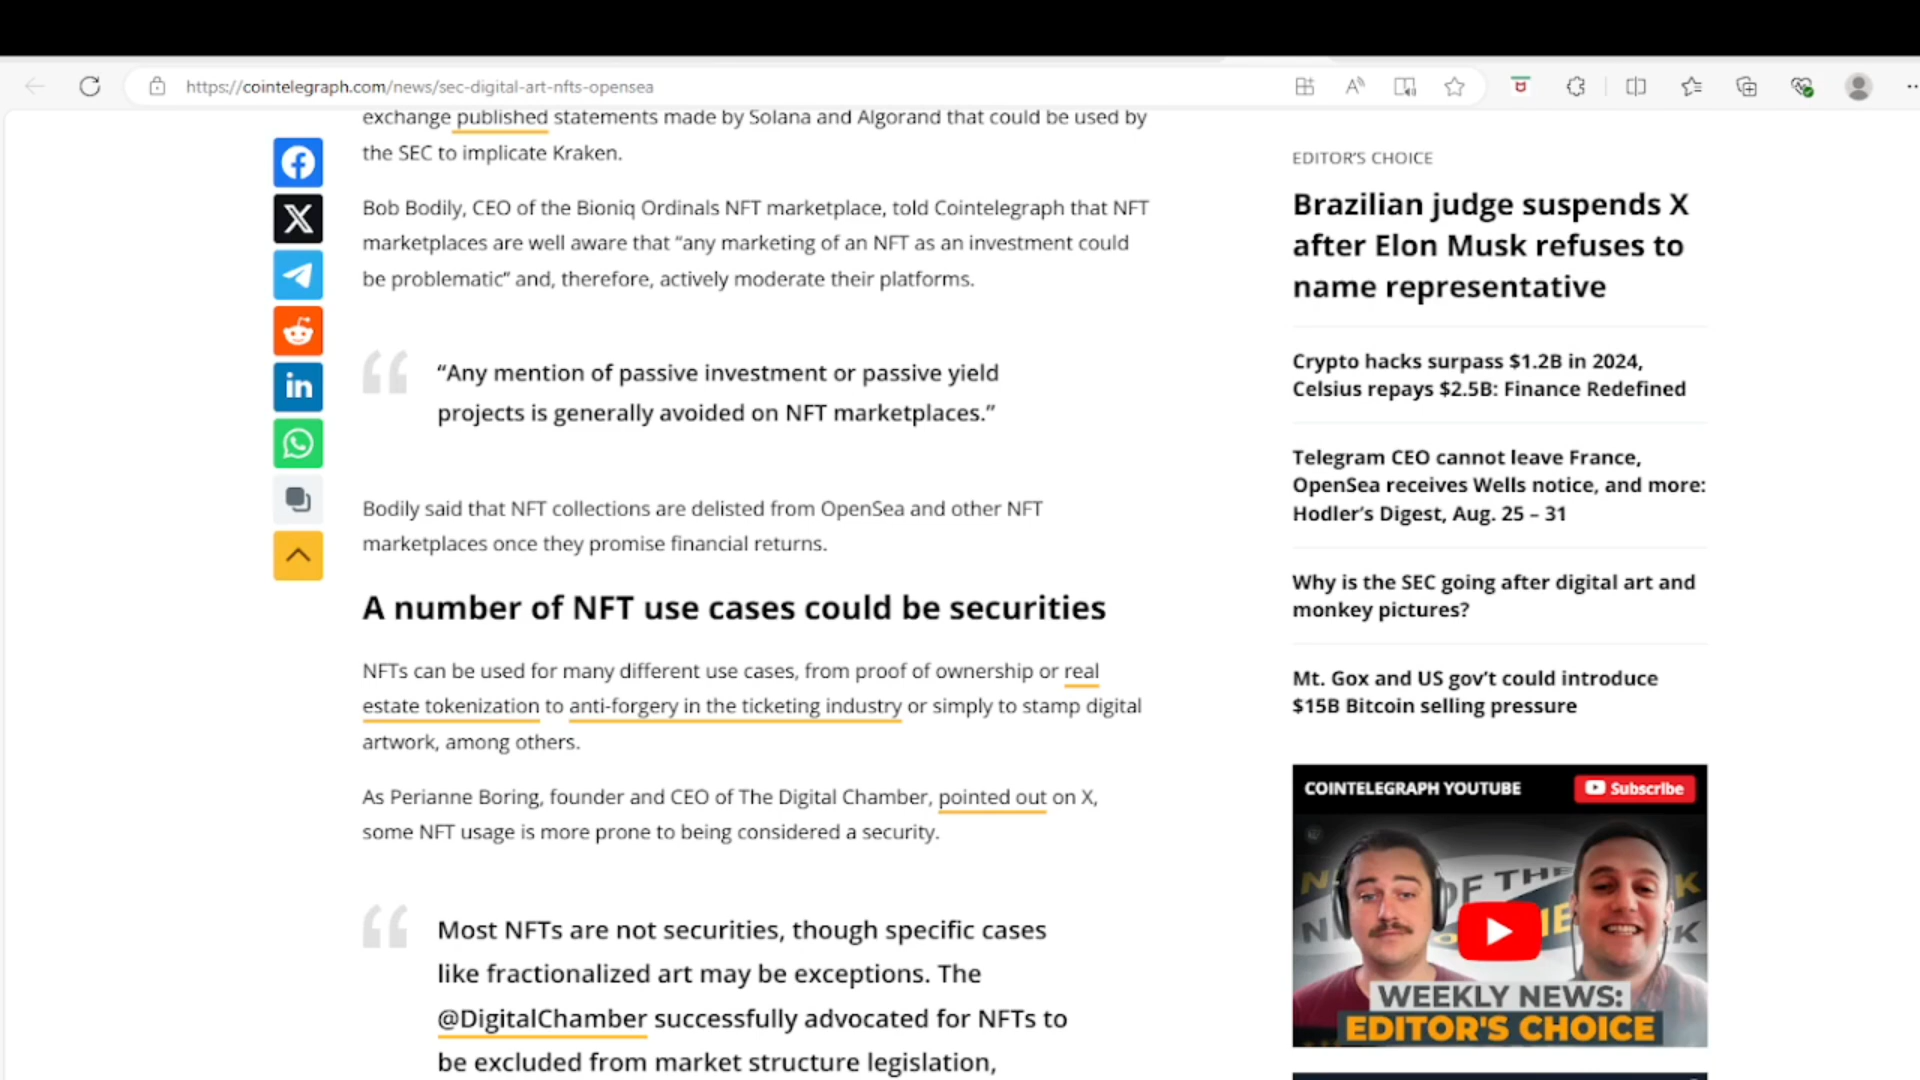 https://cointelegraph.com/news/sec-digital-art-nfts-opensea
exchange published statements made by Solana and Algorand that could be used by
the SEC to implicate Kraken.
Bob Bodily, CEO of the Bioniq Ordinals NFT marketplace, told Cointelegraph that NFT
marketplaces are well aware that “any marketing of an NFT as an investment could
be problematic” and, therefore, actively moderate their platforms.
“Any mention of passive investment or passive yield
projects is generally avoided on NFT marketplaces.”
Bodily said that NFT collections are delisted from OpenSea and other NFT
marketplaces once they promise financial returns.
A number of NFT use cases could be securities
NFTs can be used for many different use cases, from proof of ownership or real
estate tokenization to anti-forgery in the ticketing industry or simply to stamp digital
artwork, among others.
As Perianne Boring, founder and CEO of The Digital Chamber, pointed out on X,
some NFT usage is more prone to being considered a security.
Most NFTs are not securities, though specific cases
like fractionalized art may be exceptions. The
@DigitalChamber successfully advocated for NFTs to
be excluded from market structure legislation,
EDITOR'S CHOICE
Brazilian judge suspends X
after Elon Musk refuses to
name representative
Crypto hacks surpass $1.2B in 2024,
Celsius repays $2.5B: Finance Redefined
Telegram CEO cannot leave France,
OpenSea receives Wells notice, and more:
Hodler’s Digest, Aug. 25 – 31
Why is the SEC going after digital art and
monkey pictures?
Mt. Gox and US gov’t could introduce
$15B Bitcoin selling pressure
COINTELEGRAPH YOUTUBE
Subscribe
OF THE
WEEKLY NEWS:
EDITOR'S CHOICE